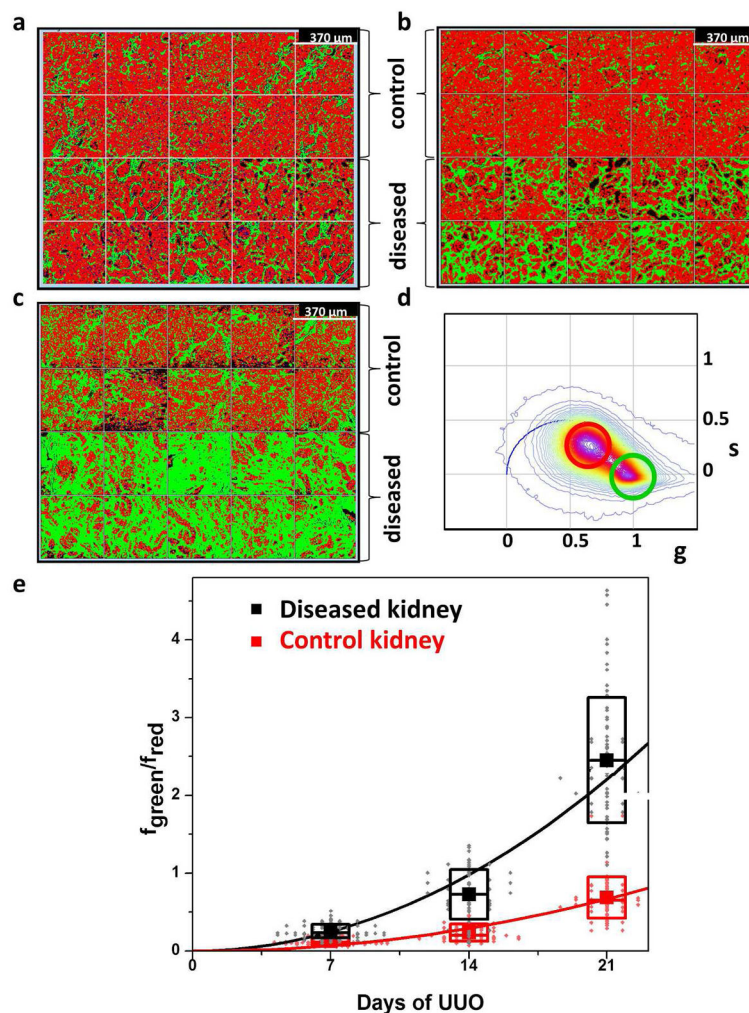 a
370 μm
control
diseased
b
370 μm
c
370 μm
control
diseased
d
1
0.5
s
0
0
0.5
1
g
e
Diseased kidney
Control kidney
fgreen/fred
4
3
2
1
0
0
7
14
21
Days of UUO